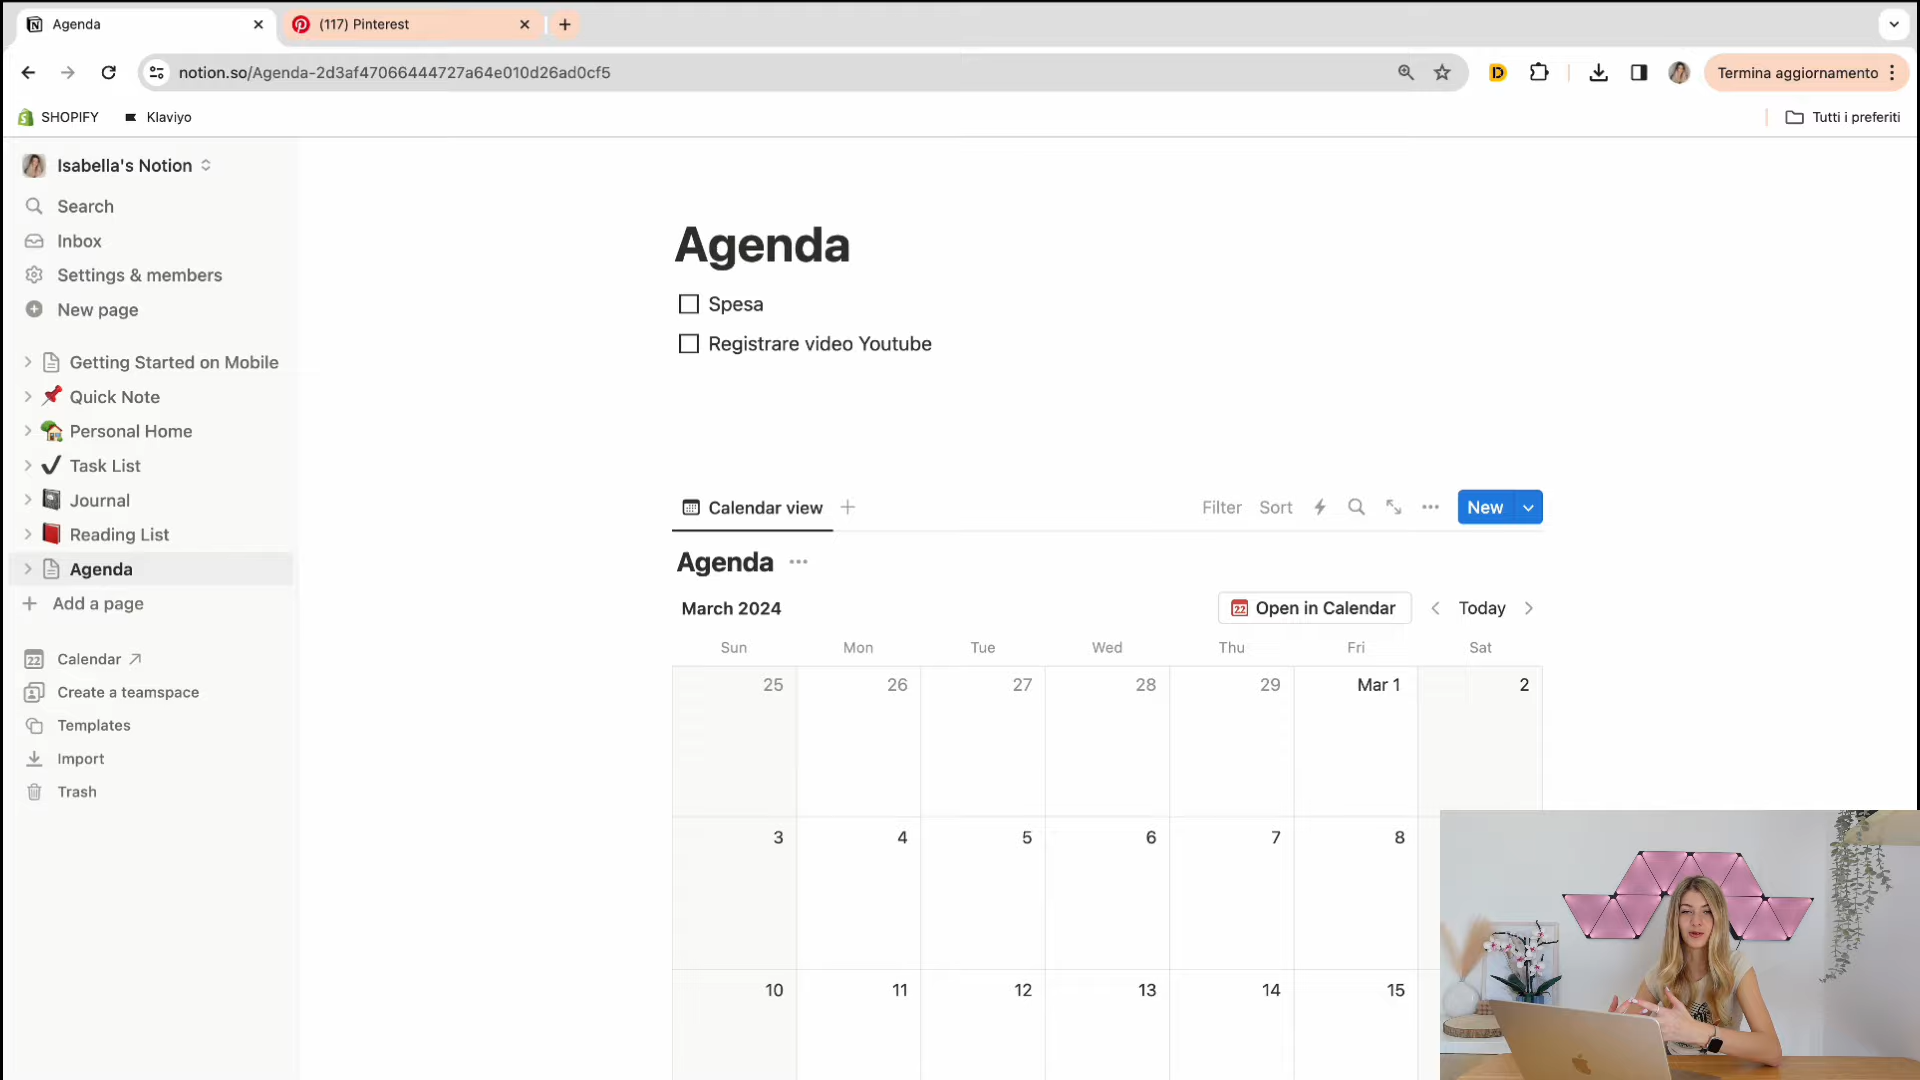 Agenda
(117) Pinterest
notion.so/Agenda-2d3af47066444727a64e010d26ad0cf5
D
Termina aggiornamento
SHOPIFY
Klaviyo
Tutti i preferiti
Isabella's Notion
Search
Inbox
Settings & members
New page
Getting Started on Mobile
Quick Note
Personal Home
Task List
Journal
Reading List
Agenda
Add a page
22 Calendar
Create a teamspace
Templates
Import
Trash
Agenda
Spesa
Registrare video Youtube
Calendar view
Filter Sort New
Agenda
March 2024
22 Open in Calendar
Today
Sun Mon Tue Wed Thu Fri Sat
25 26 27 28 29 Mar 1 2
3 4 5 6 7 8
10 11 12 13 14 15